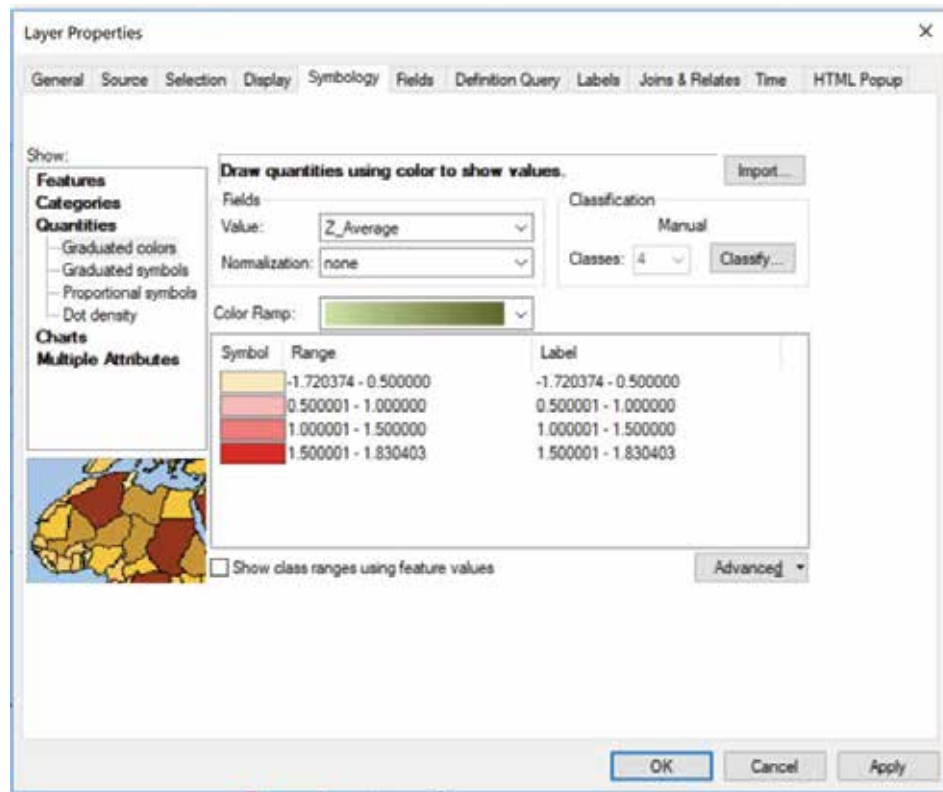 Layer Properties
General Source Selection Display Symbology Fields Definition Query Labels Joins & Relates Time HTML Popup
Show:
Features
Categories
Quantities
Graduated colors
Graduated symbols
Proportional symbols
Dot density
Charts
Multiple Attributes
Draw quantities using color to show values.
Import...
Fields
Value: Z_Average
Normalization: none
Classification
Manual
Classes: 4 Classify...
Color Ramp:
Symbol Range Label
-1.720374 - 0.500000 -1.720374 - 0.500000
0.500001 - 1.000000 0.500001 - 1.000000
1.000001 - 1.500000 1.000001 - 1.500000
1.500001 - 1.830403 1.500001 - 1.830403
Show class ranges using feature values
Advanced
OK Cancel Apply